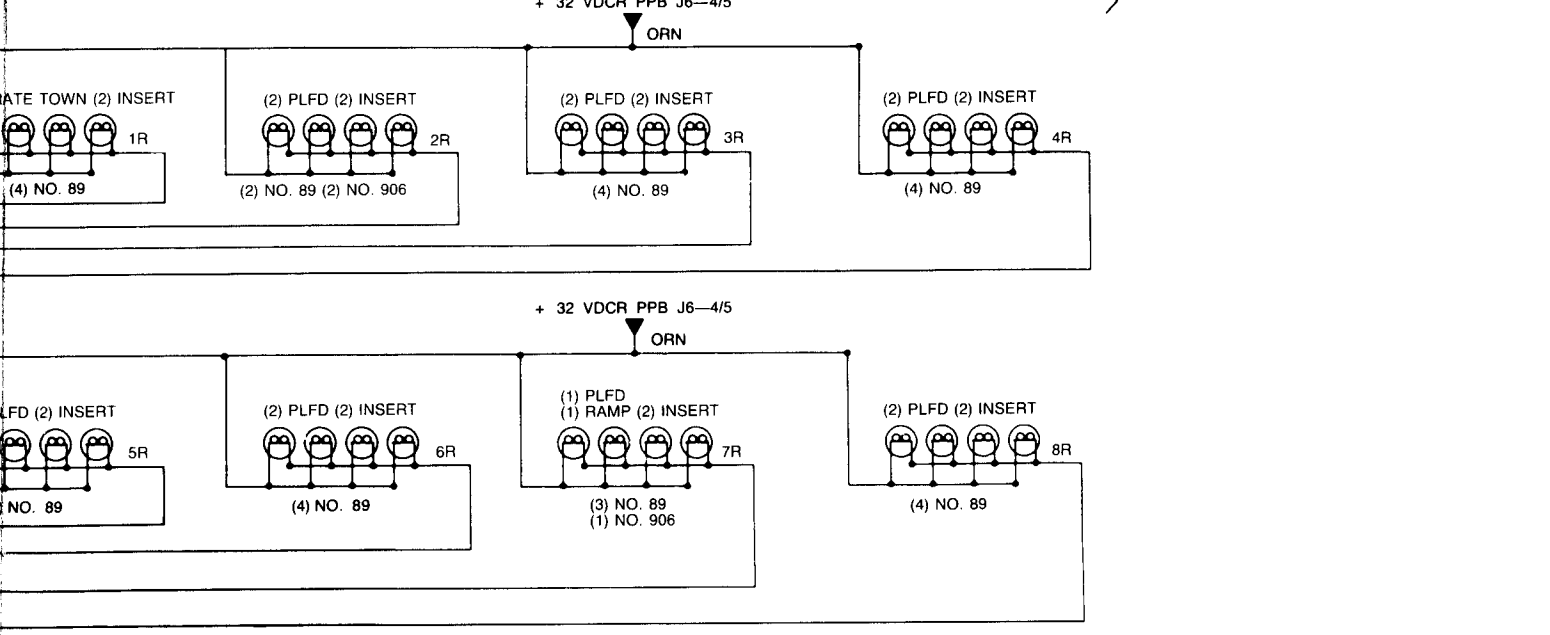 + 32 VDCR PPB J6—4/5
ORN
TOWN (2) INSERT
(2) PLFD (2) INSERT
(2) PLFD (2) INSERT
(2) PLFD (2) INSERT
1R
2R
3R
4R
(4) NO. 89
(2) NO. 89 (2) NO. 906
(4) NO. 89
(4) NO. 89
+ 32 VDCR PPB J6—4/5
ORN
(2) INSERT
(2) PLFD (2) INSERT
(1) PLFD
(1) RAMP (2) INSERT
(2) PLFD (2) INSERT
5R
6R
7R
8R
NO. 89
(4) NO. 89
(3) NO. 89
(1) NO. 906
(4) NO. 89